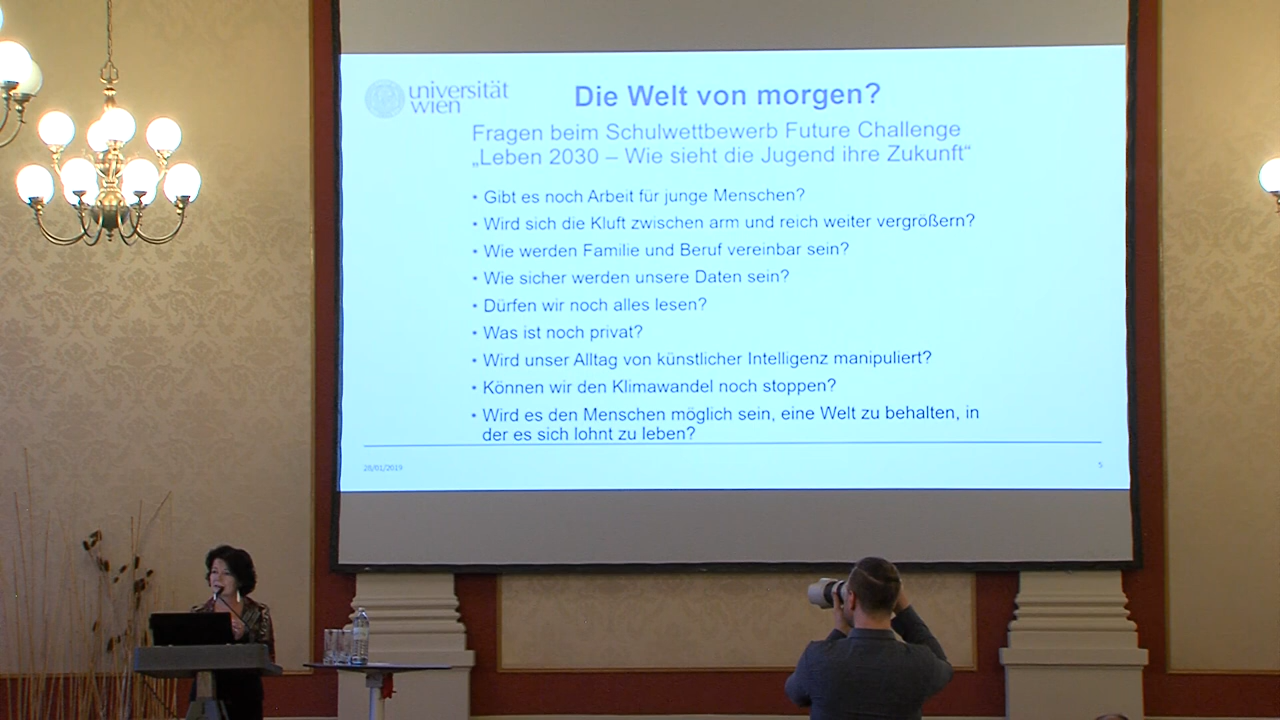 universität
wien
Die Welt von morgen?
Fragen beim Schulwettbewerb Future Challenge
„Leben 2030 – Wie sieht die Jugend ihre Zukunft“
• Gibt es noch Arbeit für junge Menschen?
• Wird sich die Kluft zwischen arm und reich weiter vergrößern?
• Wie werden Familie und Beruf vereinbar sein?
• Wie sicher werden unsere Daten sein?
• Dürfen wir noch alles lesen?
• Was ist noch privat?
• Wird unser Alltag von künstlicher Intelligenz manipuliert?
• Können wir den Klimawandel noch stoppen?
• Wird es den Menschen möglich sein, eine Welt zu behalten, in
der es sich lohnt zu leben?
28/01/2019
5